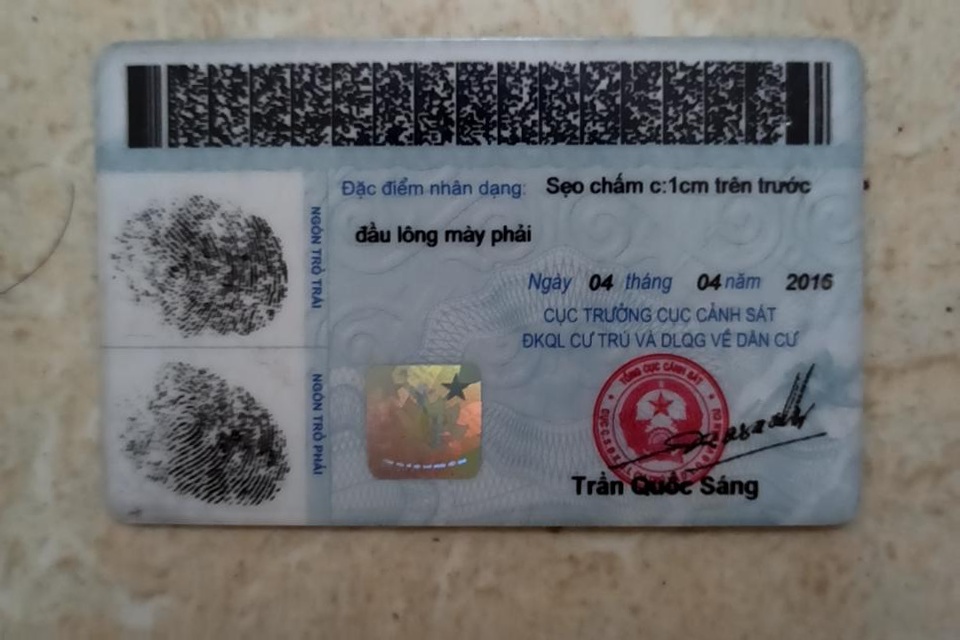 Đặc điểm nhân dạng: Sẹo chấm c:1cm trên trước
đầu lông mày phải
NGÓN TRỎ TRÁI
Ngày 04 tháng 04 năm 2016
CỤC TRƯỞNG CỤC CẢNH SÁT
ĐKQL CƯ TRÚ VÀ DLQG VỀ DÂN CƯ
NGÓN TRỎ PHẢI
TỔNG CỤC CẢNH SÁT
Trần Quốc Sáng